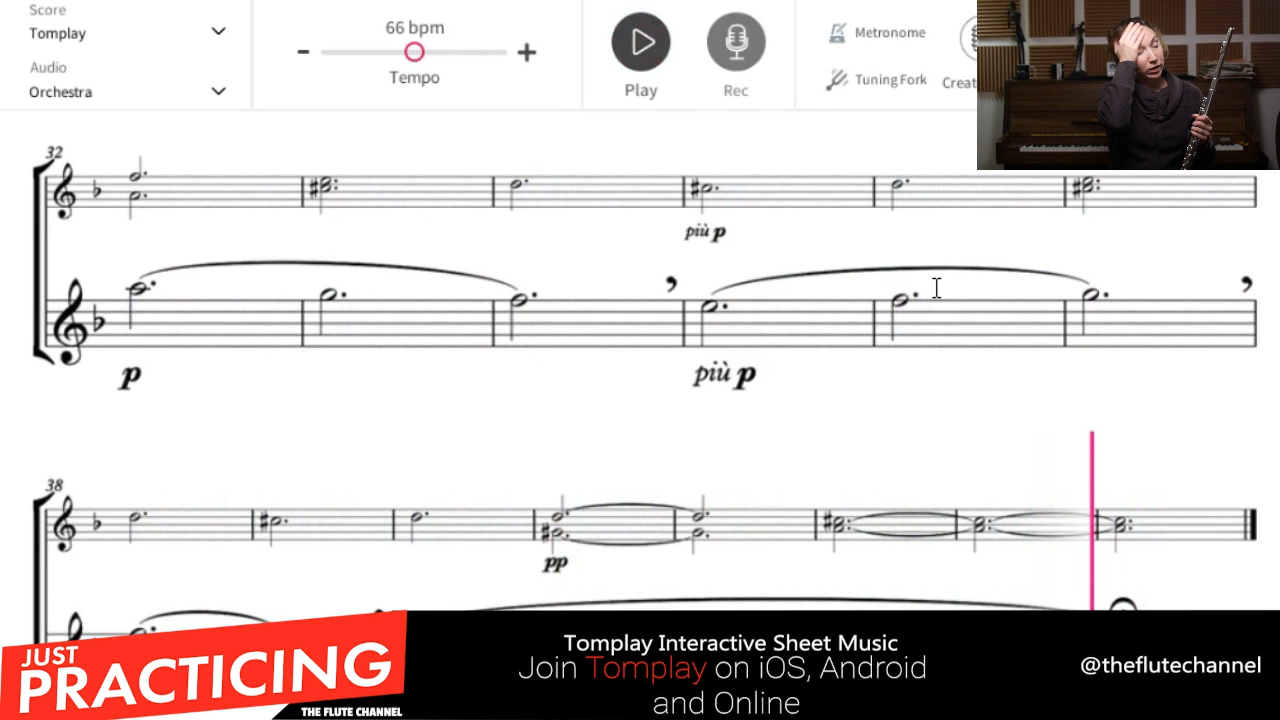 Score
Tomplay
Audio
Orchestra
66 bpm
- +
Tempo
Play
Rec
Metronome
Tuning Fork
Creat
32
più p
p
più p
38
pp
JUST
PRACTICING
THE FLUTE CHANNEL
Tomplay Interactive Sheet Music
Join Tomplay on iOS, Android
and Online
@theflutechannel